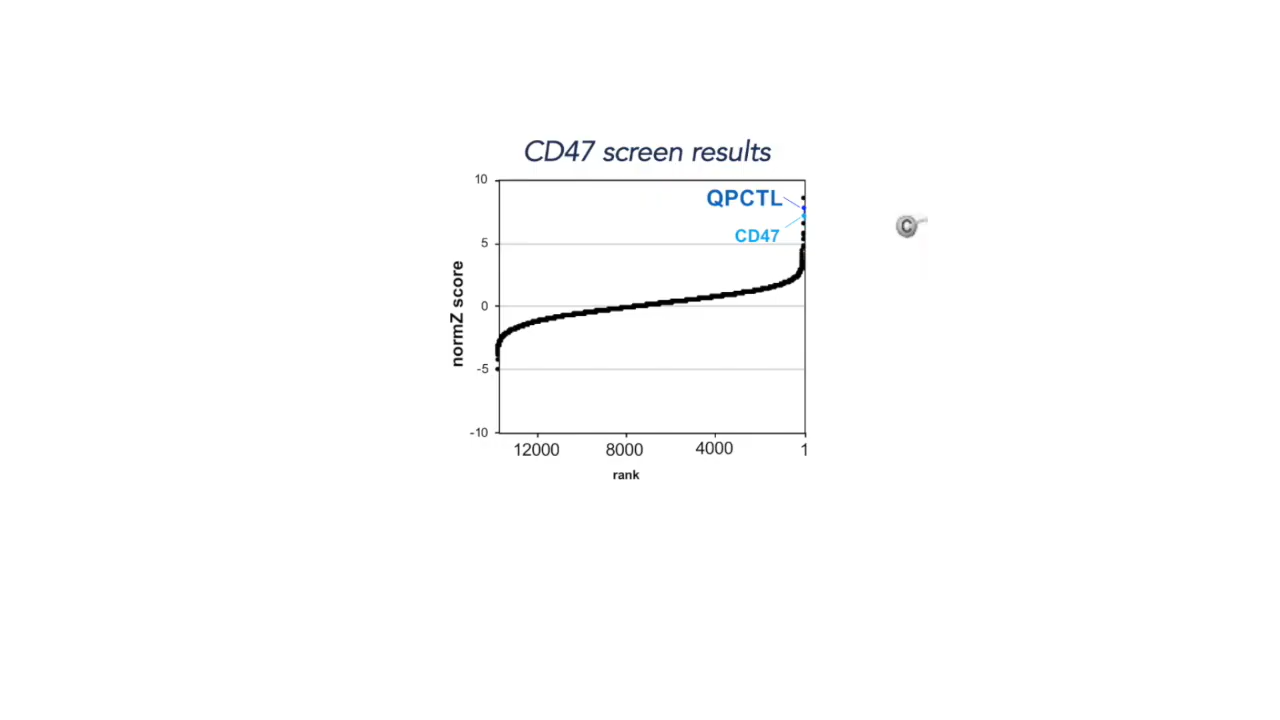 CD47 screen results
10
QPCTL
CD47
5
normZ score
0
-5
-10
12000
8000
4000
1
rank
C